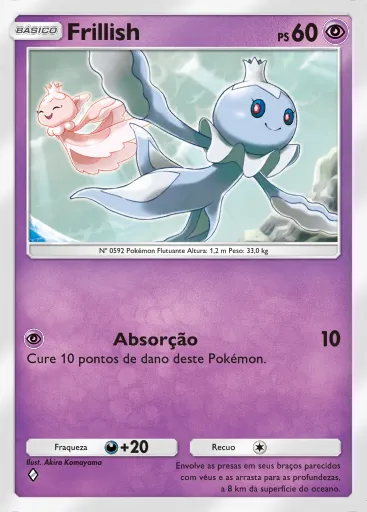 BÁSICO Frillish PS 60
Nº 0592 Pokémon Flutuante Altura: 1,2 m Peso: 33,0 kg
Absorção 10
Cure 10 pontos de dano deste Pokémon.
Fraqueza +20 Recuo
Ilust. Akira Komayama
Envolve as presas em seus braços parecidos
com véus e as arrasta para as profundezas,
a 8 km da superfície do oceano.